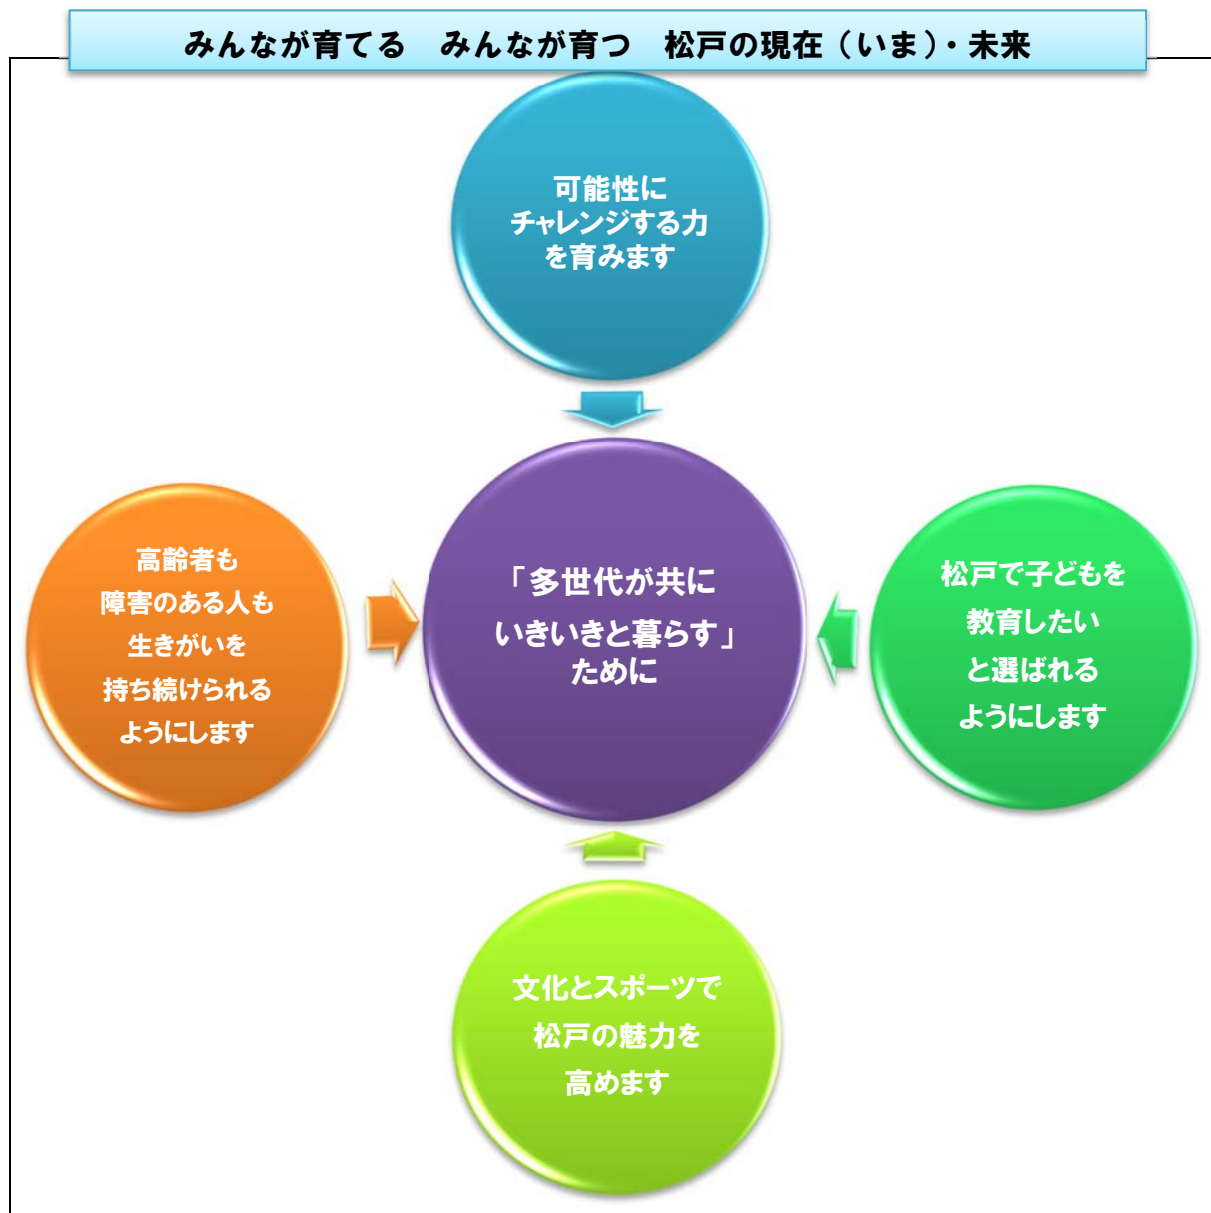 みんなが育てる　みんなが育つ　松戸の現在（いま）・未来
可能性に
チャレンジする力
を育みます
高齢者も
障害のある人も
生きがいを
持ち続けられる
ようにします
「多世代が共に
いきいきと暮らす」
ために
松戸で子どもを
教育したい
と選ばれる
ようにします
文化とスポーツで
松戸の魅力を
高めます